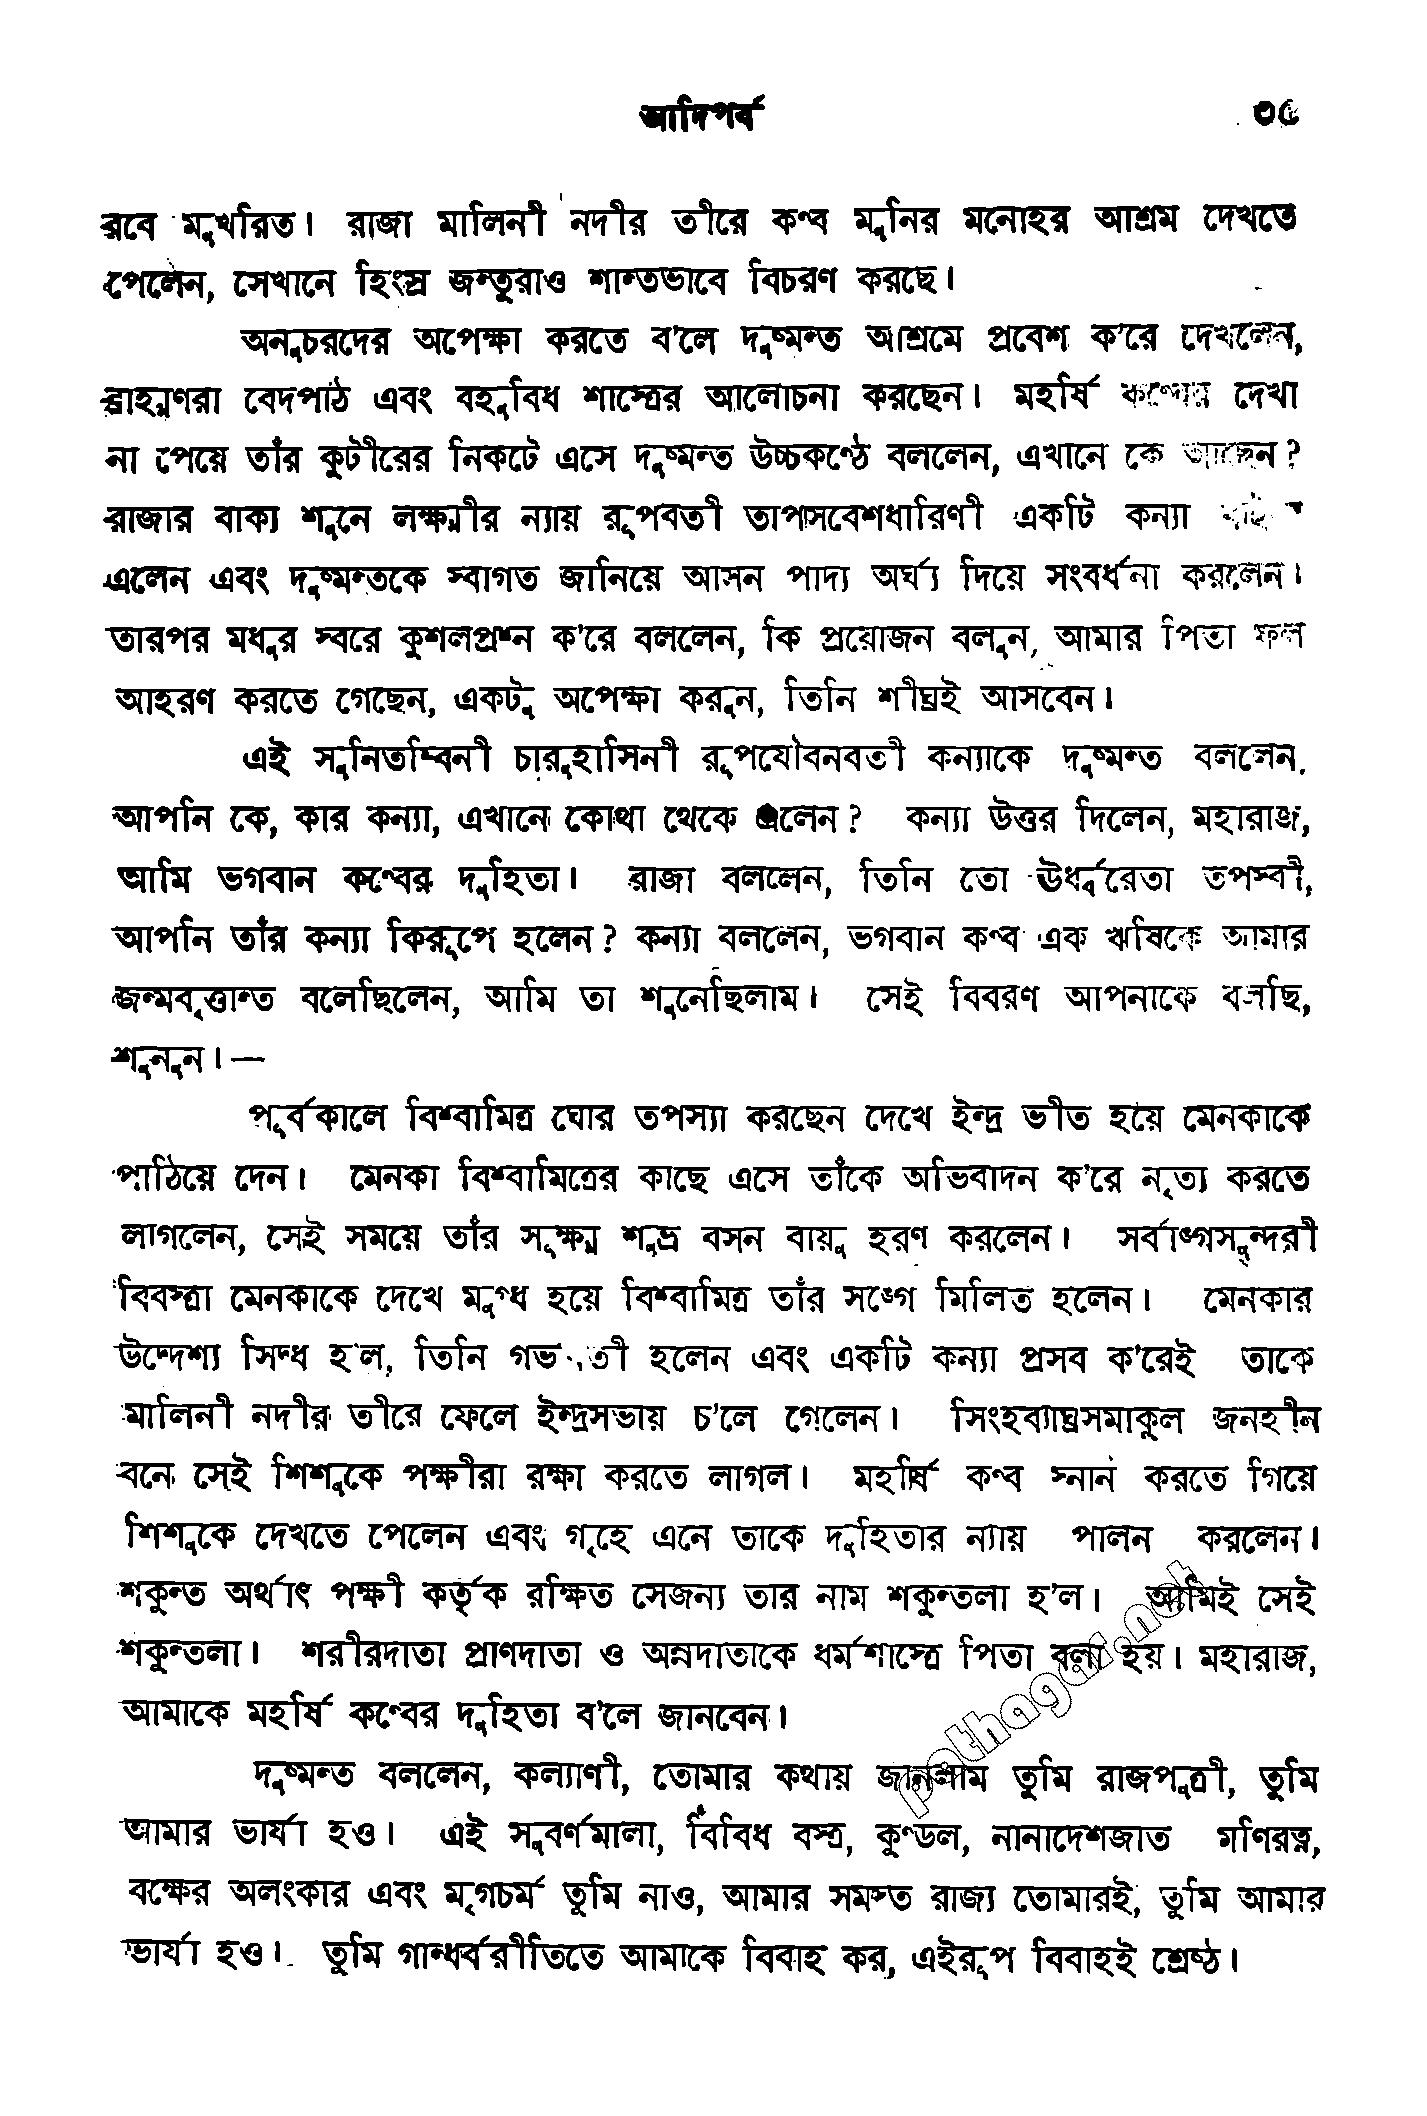 আদিপর্ব ৩৫
রবে মুখরিত। রাজা মালিনী নদীর তীরে কণ্ব মুনির মনোহর আশ্রম দেখতে
পেলেন, সেখানে হিংস্র জন্তুরাও শান্তভাবে বিচরণ করছে।
অনুচরদের অপেক্ষা করতে ব'লে দুষ্মন্ত আশ্রমে প্রবেশ ক'রে দেখলেন,
ব্রাহ্মণরা বেদপাঠ এবং বহুবিধ শাস্ত্রের আলোচনা করছেন। মহর্ষি কণ্বের দেখা
না পেয়ে তাঁর কুটীরের নিকটে এসে দুষ্মন্ত উচ্চকণ্ঠে বললেন, এখানে কে আছেন?
রাজার বাক্য শুনে লক্ষ্মীর ন্যায় রূপবতী তাপসবেশধারিণী একটি কন্যা
এলেন এবং দুষ্মন্তকে স্বাগত জানিয়ে আসন পাদ্য অর্ঘ্য দিয়ে সংবর্ধনা করলেন।
তারপর মধুর স্বরে কুশলপ্রশ্ন ক'রে বললেন, কি প্রয়োজন বলুন, আমার পিতা ফল
আহরণ করতে গেছেন, একটু অপেক্ষা করুন, তিনি শীঘ্রই আসবেন।
এই সুনিতম্বিনী চারুহাসিনী রূপযৌবনবতী কন্যাকে দুষ্মন্ত বললেন,
আপনি কে, কার কন্যা, এখানে কোথা থেকে এলেন? কন্যা উত্তর দিলেন, মহারাজ,
আমি ভগবান কণ্বের দুহিতা। রাজা বললেন, তিনি তো ঊর্ধ্বরেতা তপস্বী,
আপনি তাঁর কন্যা কিরূপে হলেন? কন্যা বললেন, ভগবান কণ্ব এক ঋষিকে আমার
জন্মবৃত্তান্ত বলেছিলেন, আমি তা শুনেছিলাম। সেই বিবরণ আপনাকে বলছি,
শুনুন।—
পূর্বকালে বিশ্বামিত্র ঘোর তপস্যা করছেন দেখে ইন্দ্র ভীত হয়ে মেনকাকে
পাঠিয়ে দেন। মেনকা বিশ্বামিত্রের কাছে এসে তাঁকে অভিবাদন ক'রে নৃত্য করতে
লাগলেন, সেই সময়ে তাঁর সূক্ষ্ম শুভ্র বসন বায়ু হরণ করলেন। সর্বাঙ্গসুন্দরী
বিবস্ত্রা মেনকাকে দেখে মুগ্ধ হয়ে বিশ্বামিত্র তাঁর সঙ্গে মিলিত হলেন। মেনকার
উদ্দেশ্য সিদ্ধ হ'ল, তিনি গর্ভবতী হলেন এবং একটি কন্যা প্রসব ক'রেই তাকে
মালিনী নদীর তীরে ফেলে ইন্দ্রসভায় চ'লে গেলেন। সিংহব্যাঘ্রসমাকুল জনহীন
বনে সেই শিশুকে পক্ষীরা রক্ষা করতে লাগল। মহর্ষি কণ্ব স্নান করতে গিয়ে
শিশুকে দেখতে পেলেন এবং গৃহে এনে তাকে দুহিতার ন্যায় পালন করলেন।
শকুন্ত অর্থাৎ পক্ষী কর্তৃক রক্ষিত সেজন্য তার নাম শকুন্তলা হ'ল। আমিই সেই
শকুন্তলা। শরীরদাতা প্রাণদাতা ও অন্নদাতাকে ধর্মশাস্ত্রে পিতা বলা হয়। মহারাজ,
আমাকে মহর্ষি কণ্বের দুহিতা ব'লে জানবেন।
দুষ্মন্ত বললেন, কল্যাণী, তোমার কথায় জানলাম তুমি রাজপুত্রী, তুমি
আমার ভার্যা হও। এই সুবর্ণমালা, বিবিধ বস্ত্র, কুণ্ডল, নানাদেশজাত মণিরত্ন,
বক্ষের অলংকার এবং মৃগচর্ম তুমি নাও, আমার সমস্ত রাজ্য তোমারই, তুমি আমার
ভার্যা হও। তুমি গান্ধর্বরীতিতে আমাকে বিবাহ কর, এইরূপ বিবাহই শ্রেষ্ঠ।
pathagar.net